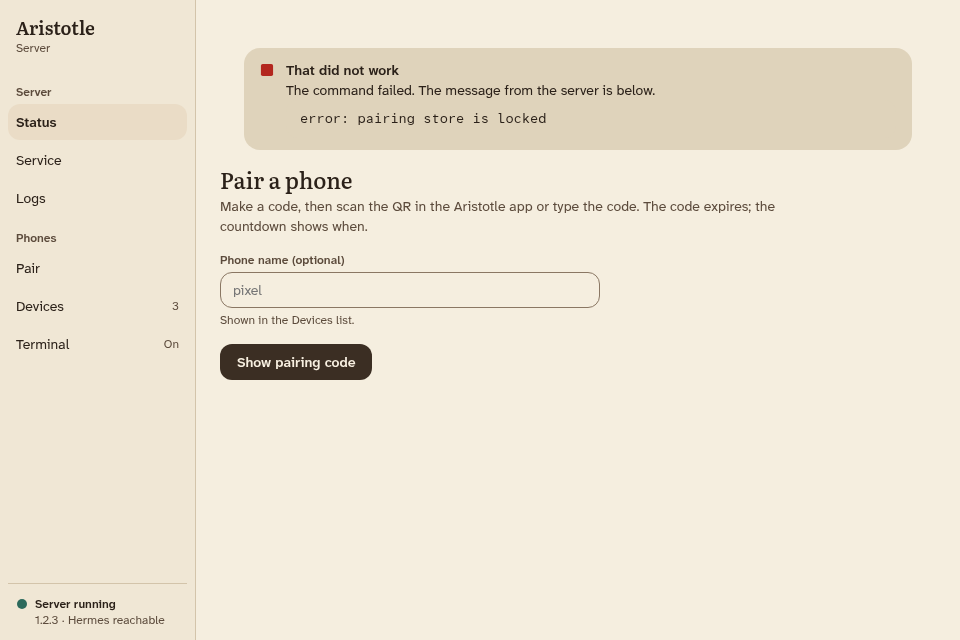 Aristotle
Server
Server
Status
Service
Logs
Phones
Pair
Devices 3
Terminal On
Server running
1.2.3 · Hermes reachable
That did not work
The command failed. The message from the server is below.
error: pairing store is locked
Pair a phone
Make a code, then scan the QR in the Aristotle app or type the code. The code expires; the
countdown shows when.
Phone name (optional)
pixel
Shown in the Devices list.
Show pairing code